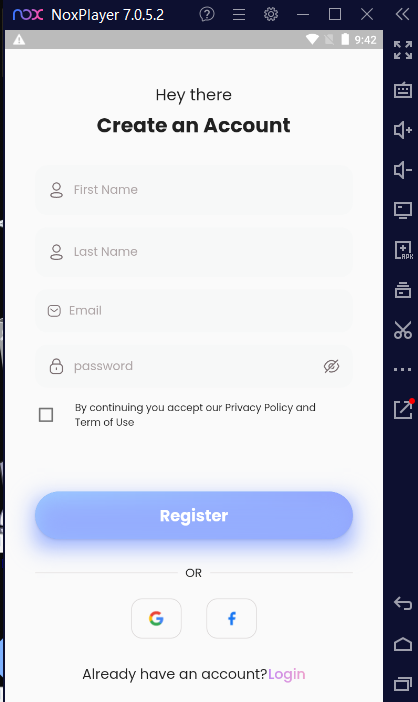 nox NoxPlayer 7.0.5.2
9:42
Hey there
Create an Account
First Name
Last Name
Email
password
By continuing you accept our Privacy Policy and
Term of Use
Register
OR
G f
Already have an account?Login
APK